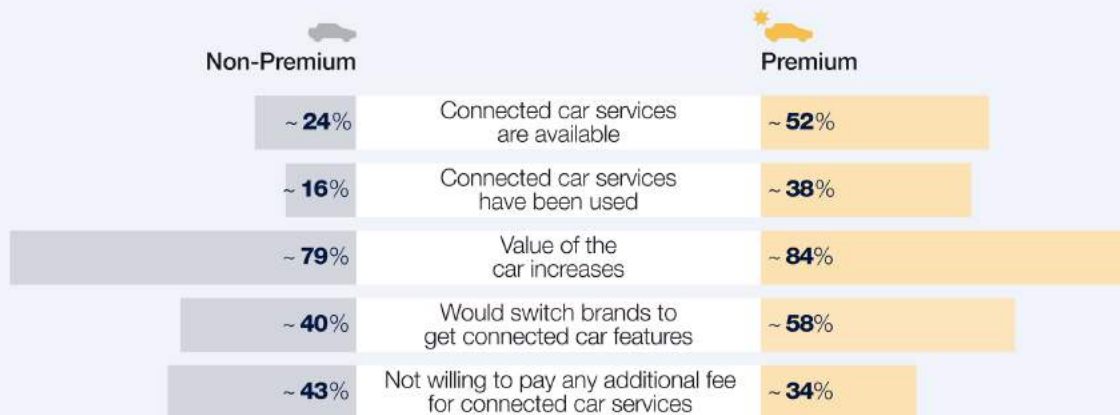 Non-Premium
Premium
~ 24%
Connected car services
are available
~ 52%
~ 16%
Connected car services
have been used
~ 38%
~ 79%
Value of the
car increases
~ 84%
~ 40%
Would switch brands to
get connected car features
~ 58%
~ 43%
Not willing to pay any additional fee
for connected car services
~ 34%